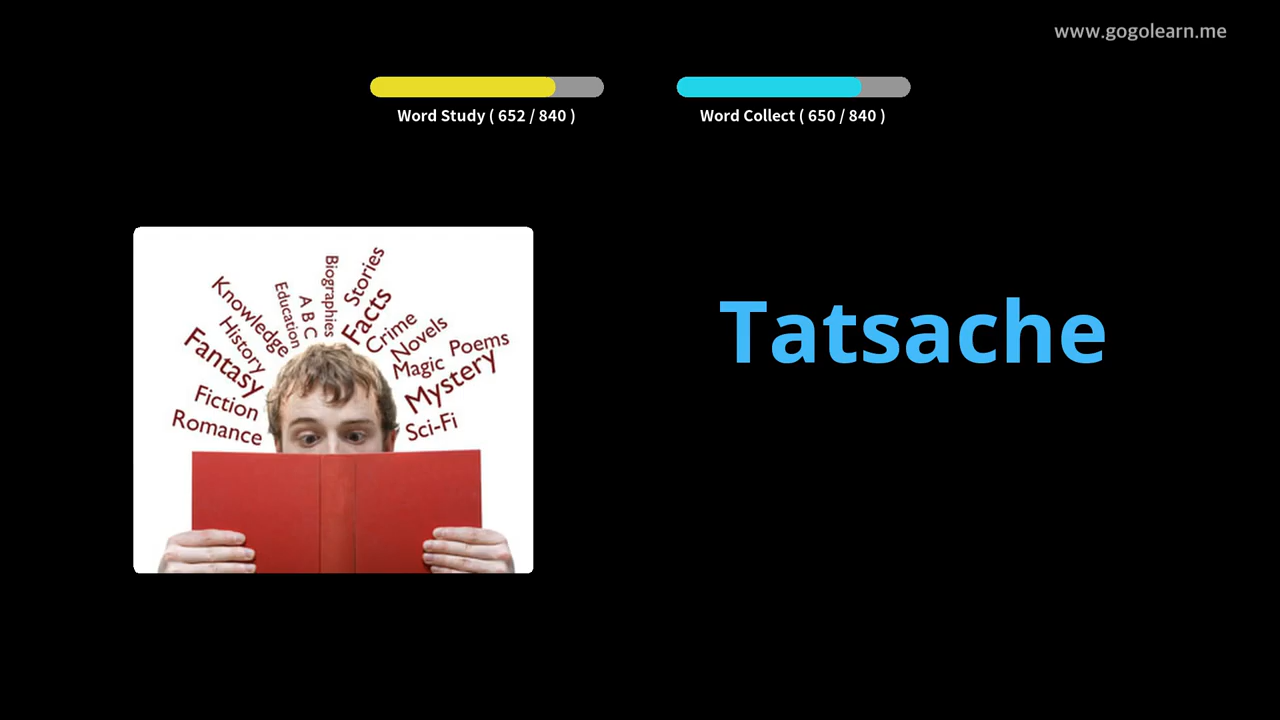 www.gogolearn.me
Word Study ( 652 / 840 )
Word Collect ( 650 / 840 )
Tatsache
Biographies
Stories
Education
A B C
Facts
Knowledge
Crime
History
Novels
Poems
Fantasy
Magic
Mystery
Fiction
Romance
Sci-Fi